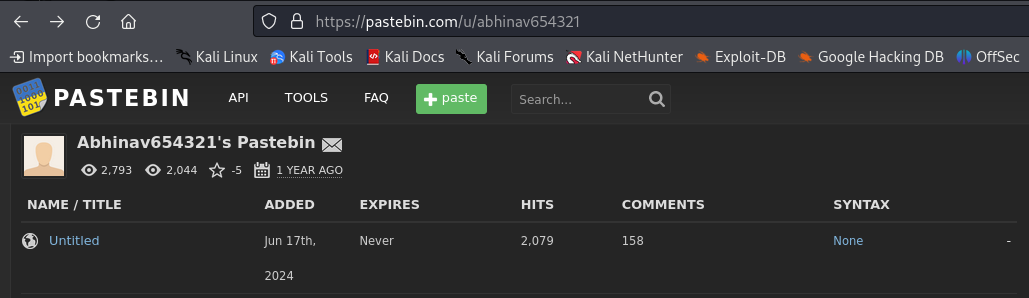 https://pastebin.com/u/abhinav654321
Import bookmarks… Kali Linux Kali Tools Kali Docs Kali Forums Kali NetHunter Exploit-DB Google Hacking DB OffSec
PASTEBIN API TOOLS FAQ + paste Search...
Abhinav654321's Pastebin
2,793 2,044 -5 1 YEAR AGO
NAME / TITLE ADDED EXPIRES HITS COMMENTS SYNTAX
Untitled Jun 17th, Never 2,079 158 None -
2024